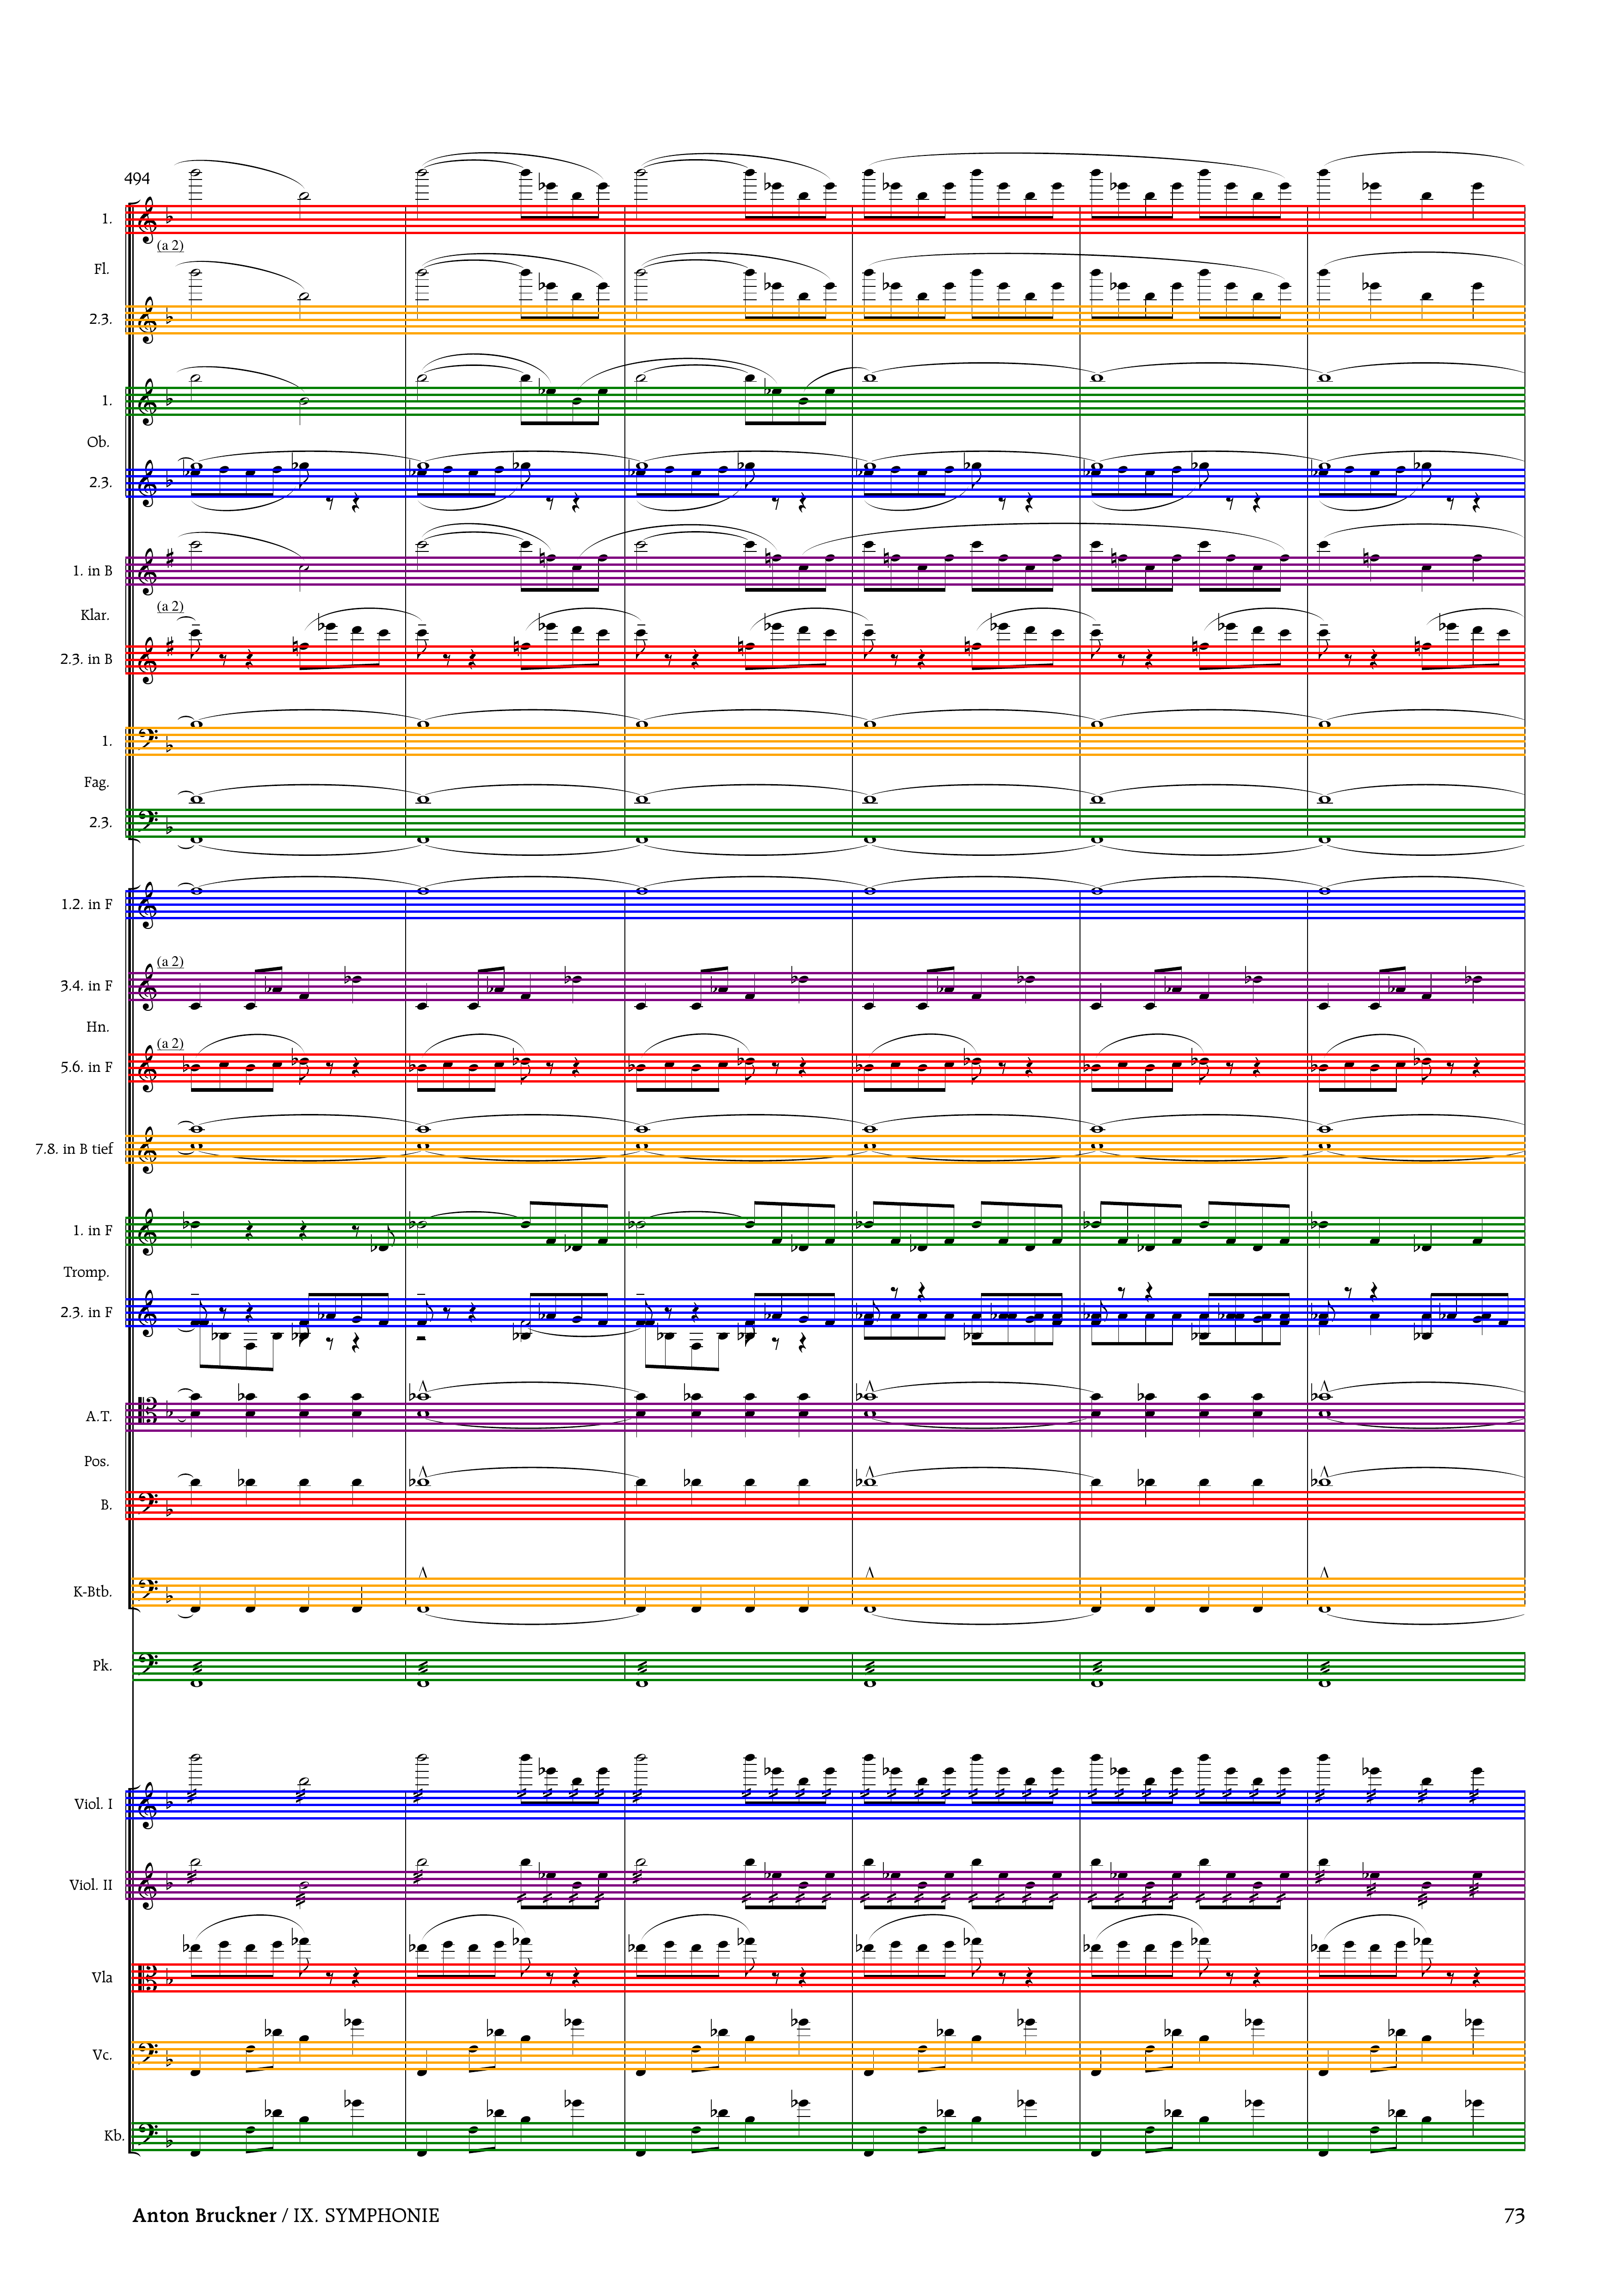 494
1.
(a 2)
Fl.
2.3.
1.
Ob.
2.3.
1. in B
(a 2)
Klar.
2.3. in B
1.
Fag.
2.3.
1.2. in F
(a 2)
3.4. in F
Hn.
(a 2)
5.6. in F
7.8. in B tief
1. in F
Tromp.
2.3. in F
A.T.
Pos.
B.
K-Btb.
Pk.
Viol. I
Viol. II
Vla
Vc.
Kb.
Anton Bruckner / IX. SYMPHONIE
73